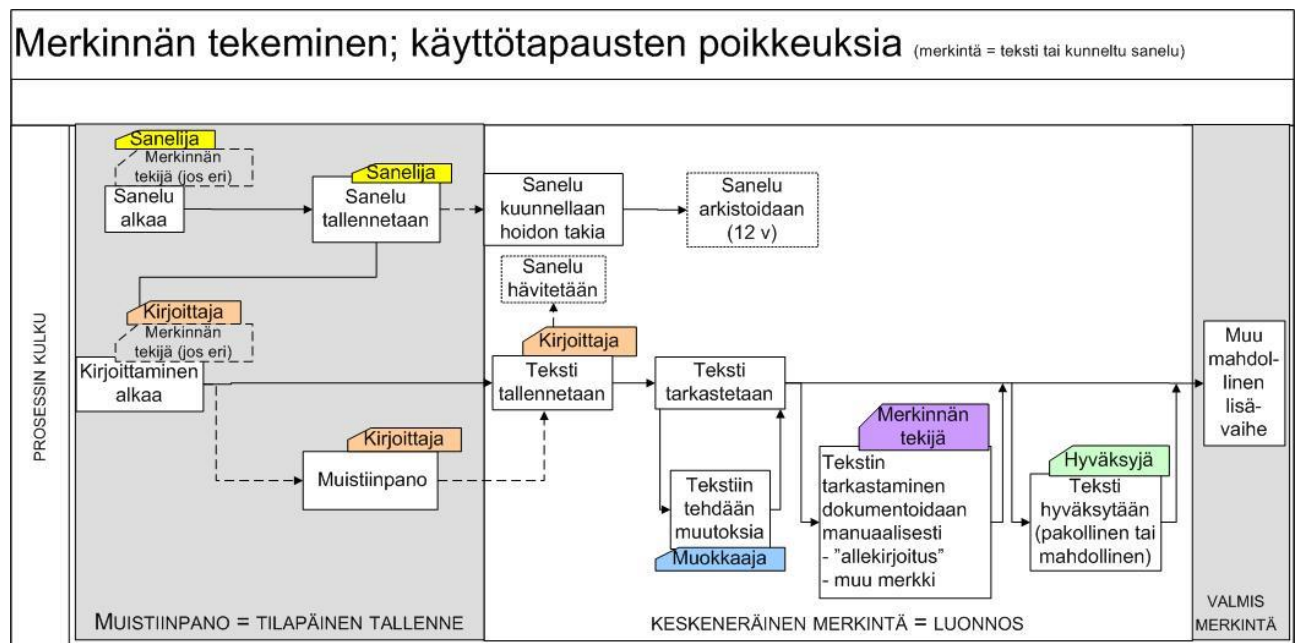 Merkinnän tekeminen; käyttötapausten poikkeuksia (merkintä = teksti tai kunneltu sanelu)
PROSESSIN KULKU
Sanelija
Merkinnän
tekijä (jos eri)
Sanelu
alkaa
Sanelija
Sanelu
tallennetaan
Sanelu
kuunnellaan
hoidon takia
Sanelu
arkistoidaan
(12 v)
Sanelu
hävitetään
Kirjoittaja
Merkinnän
tekijä (jos eri)
Kirjoittaminen
alkaa
Kirjoittaja
Muistiinpano
Kirjoittaja
Teksti
tallennetaan
Teksti
tarkastetaan
Tekstiin
tehdään
muutoksia
Muokkaaja
Merkinnän
tekijä
Tekstin
tarkastaminen
dokumentoidaan
manuaalisesti
- "allekirjoitus"
- muu merkki
Hyväksyjä
Teksti
hyväksytään
(pakollinen tai
mahdollinen)
Muu
mahdol-
linen
lisä-
vaihe
MUISTIINPANO = TILAPÄINEN TALLENNE
KESKENERÄINEN MERKINTÄ = LUONNOS
VALMIS
MERKINTÄ